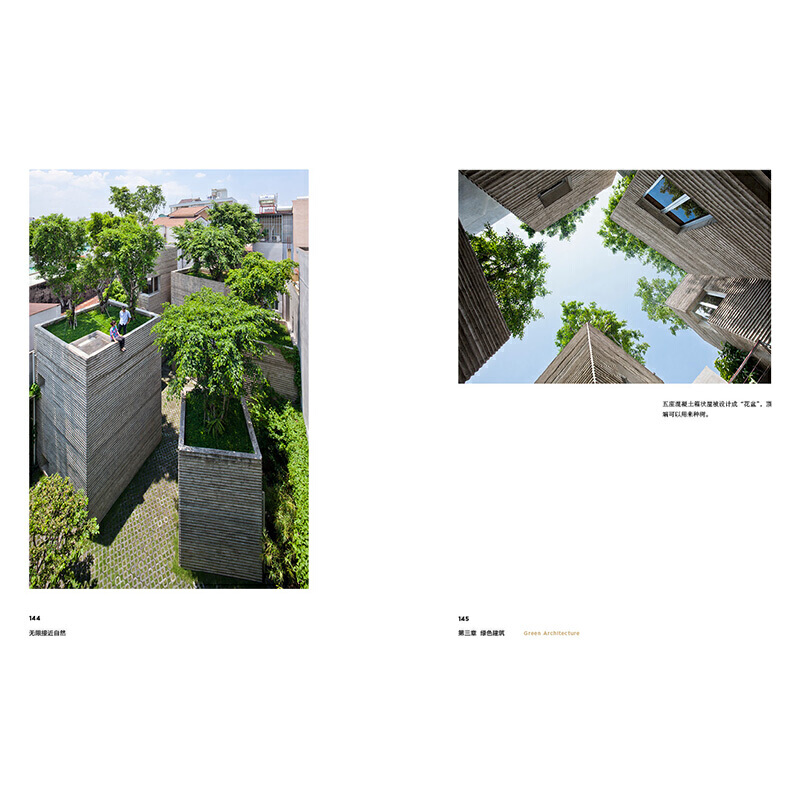 五座混凝土箱状屋被设计成“花盆”，顶
端可以用来种树。
144
无限接近自然
145
第三章 绿色建筑 Green Architecture